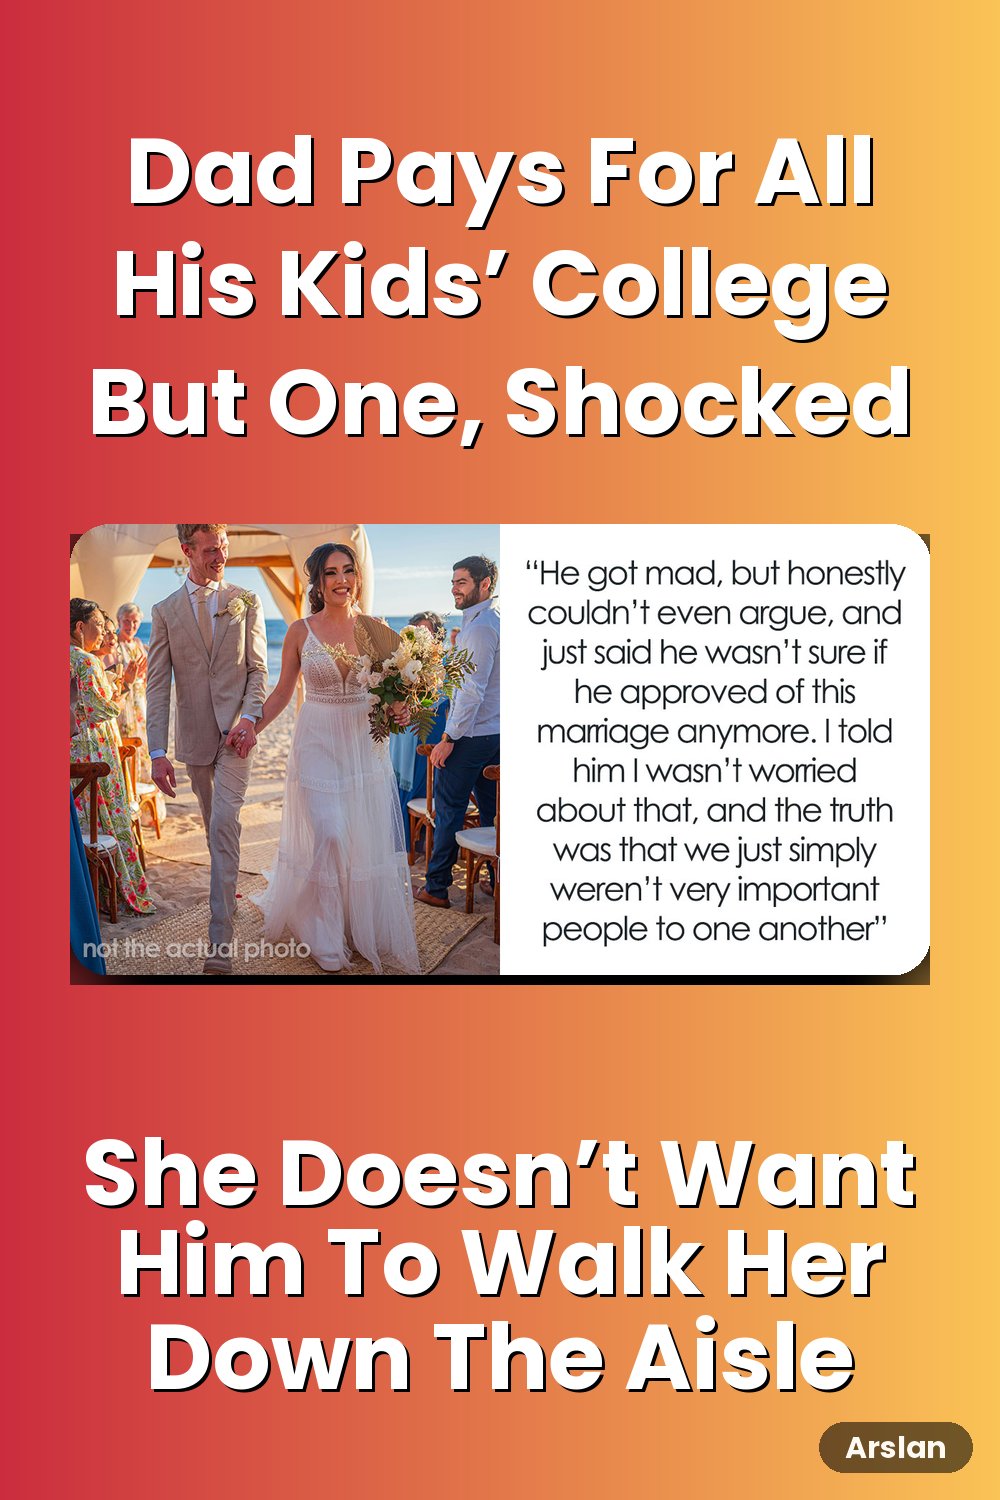 Dad Pays For All
His Kids’ College
But One, Shocked
“He got mad, but honestly
couldn’t even argue, and
just said he wasn’t sure if
he approved of this
marriage anymore. I told
him I wasn’t worried
about that, and the truth
was that we just simply
weren’t very important
people to one another”
not the actual photo
She Doesn’t Want
Him To Walk Her
Down The Aisle
Arslan